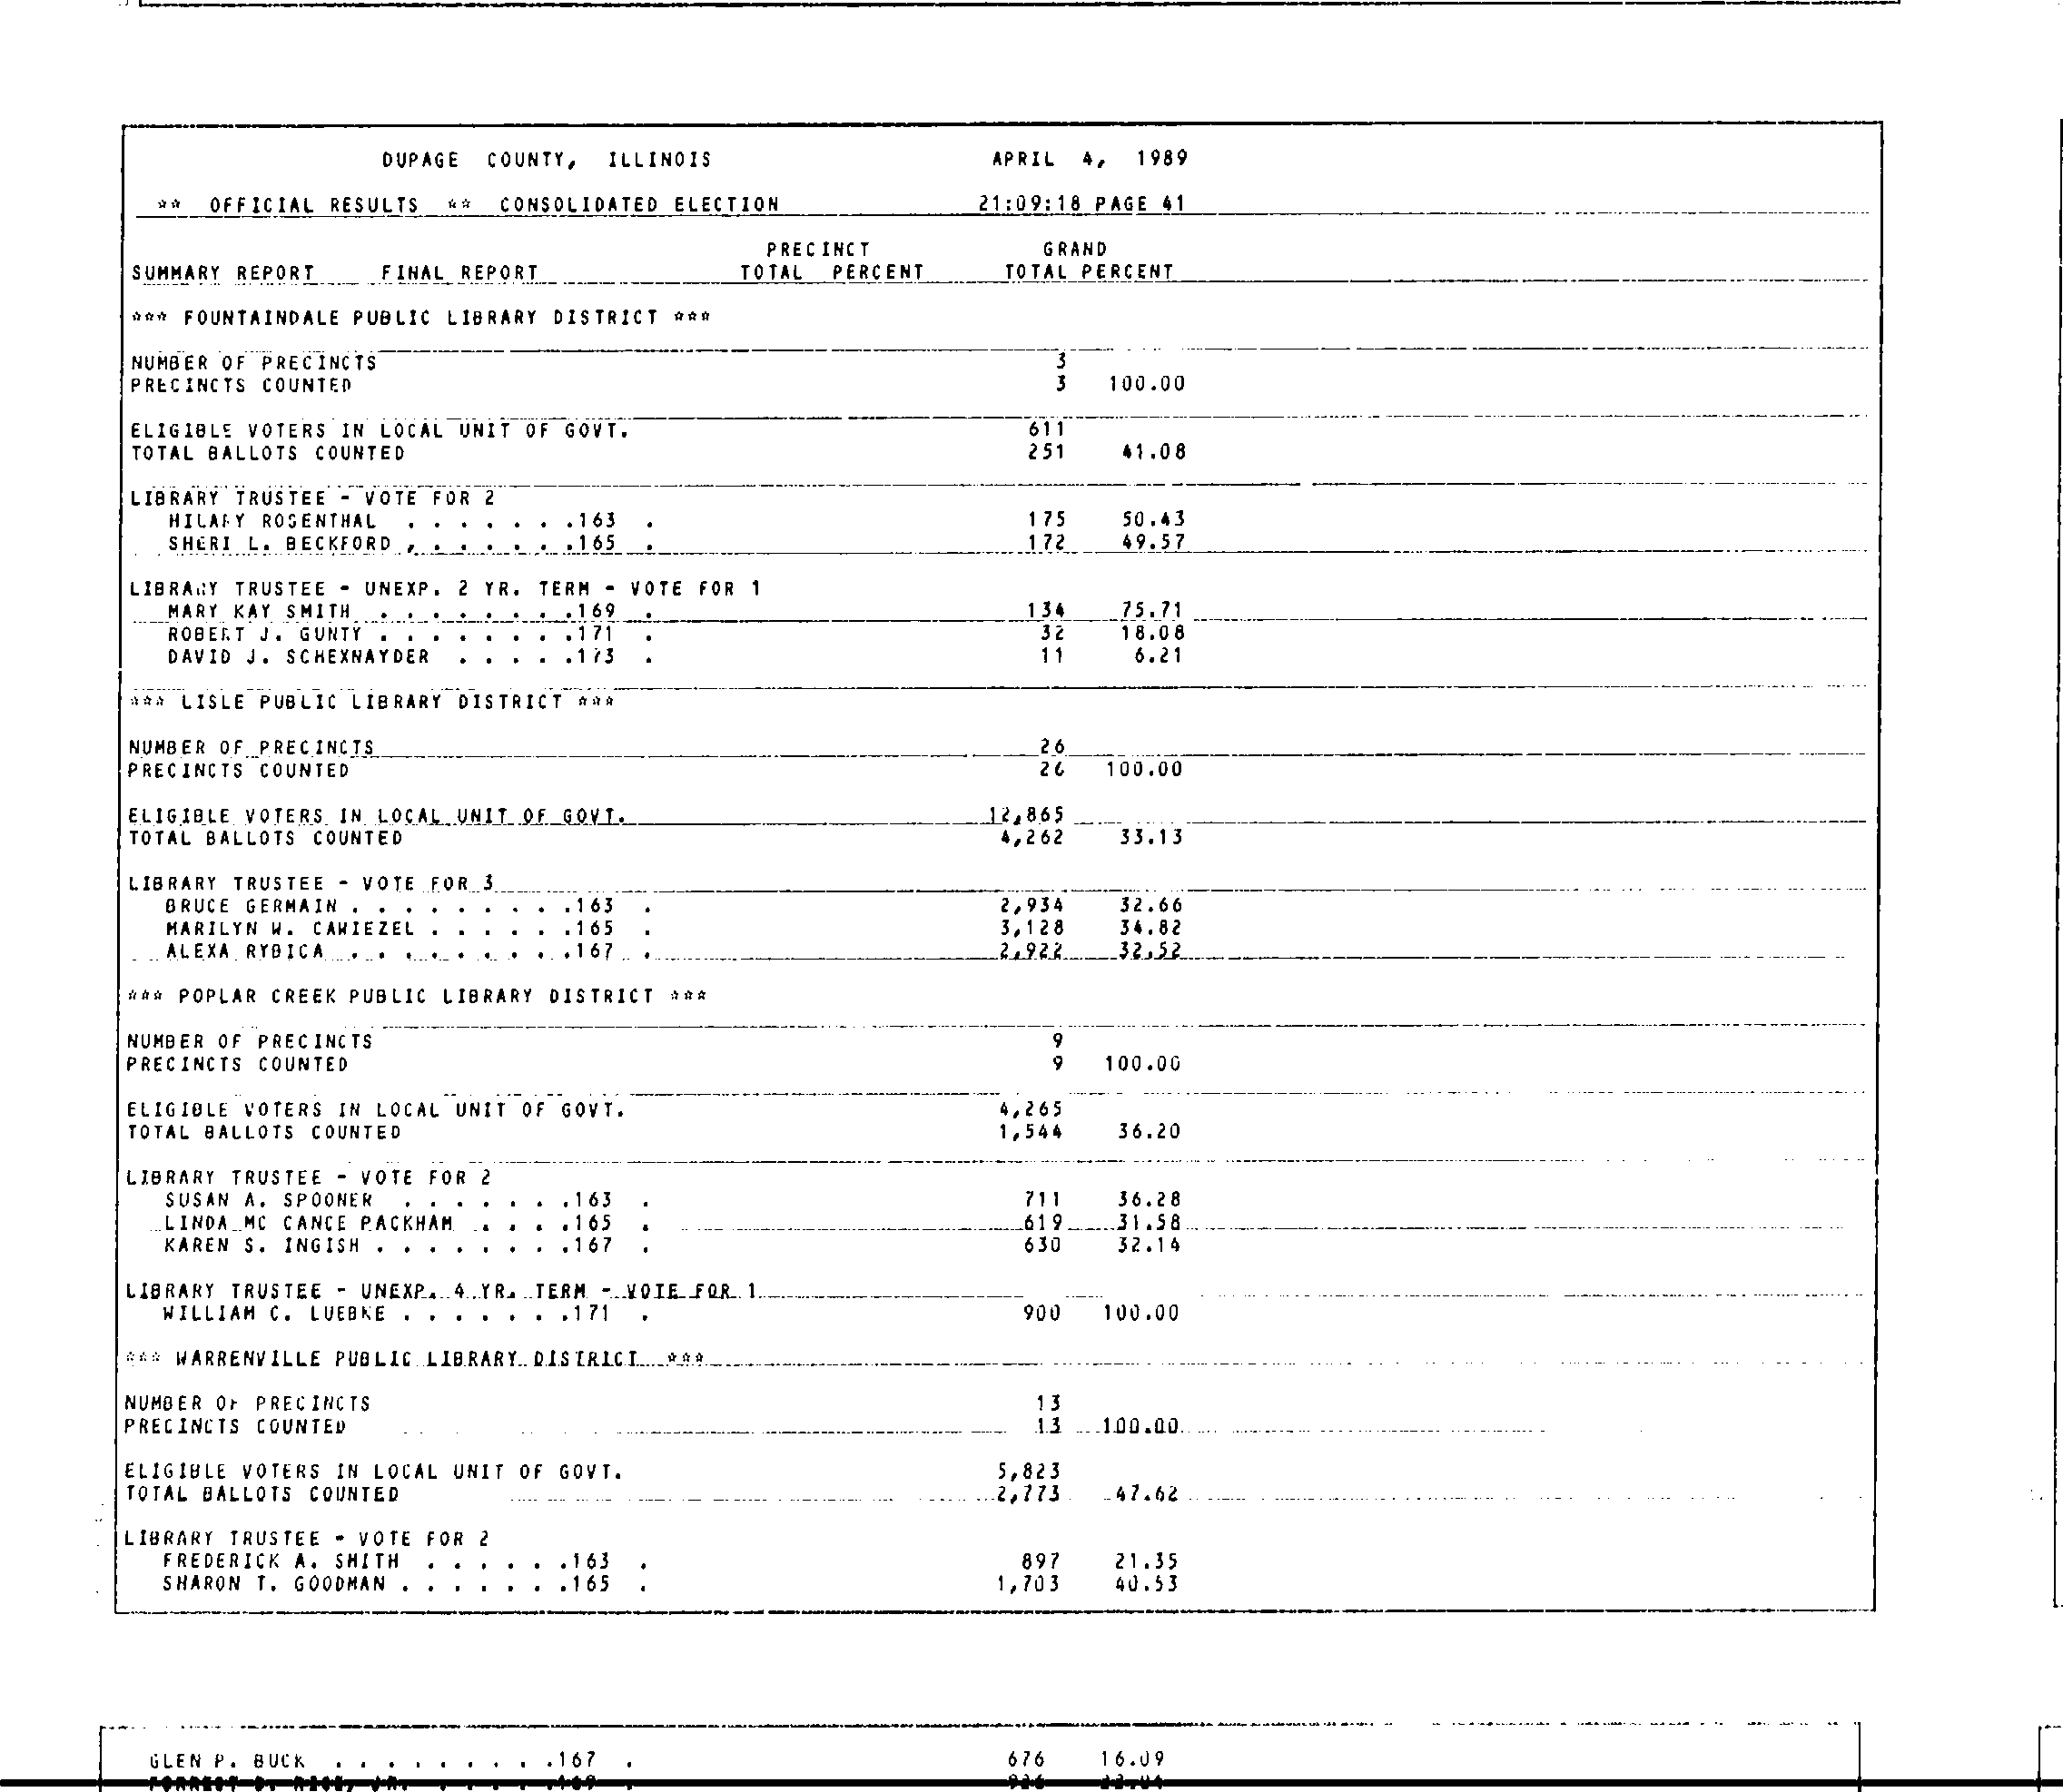 DUPAGE COUNTY, ILLINOIS APRIL 4, 1989
** OFFICIAL RESULTS ** CONSOLIDATED ELECTION 21:09:18 PAGE 41
PRECINCT GRAND
SUMMARY REPORT FINAL REPORT TOTAL PERCENT TOTAL PERCENT
*** FOUNTAINDALE PUBLIC LIBRARY DISTRICT ***
NUMBER OF PRECINCTS 3
PRECINCTS COUNTED 3 100.00
ELIGIBLE VOTERS IN LOCAL UNIT OF GOVT. 611
TOTAL BALLOTS COUNTED 251 41.08
LIBRARY TRUSTEE - VOTE FOR 2
HILARY ROSENTHAL . . . . . . .163 . 175 50.43
SHERI L. BECKFORD . . . . . . .165 . 172 49.57
LIBRARY TRUSTEE - UNEXP. 2 YR. TERM - VOTE FOR 1
MARY KAY SMITH . . . . . . . .169 . 134 75.71
ROBERT J. GUNTY . . . . . . . .171 . 32 18.08
DAVID J. SCHEXNAYDER . . . . .173 . 11 6.21
*** LISLE PUBLIC LIBRARY DISTRICT ***
NUMBER OF PRECINCTS 26
PRECINCTS COUNTED 26 100.00
ELIGIBLE VOTERS IN LOCAL UNIT OF GOVT. 12,865
TOTAL BALLOTS COUNTED 4,262 33.13
LIBRARY TRUSTEE - VOTE FOR 3
BRUCE GERMAIN . . . . . . . . .163 . 2,934 32.66
MARILYN W. CAWIEZEL . . . . . .165 . 3,128 34.82
ALEXA RYBICA . . . . . . . . .167 . 2,922 32.52
*** POPLAR CREEK PUBLIC LIBRARY DISTRICT ***
NUMBER OF PRECINCTS 9
PRECINCTS COUNTED 9 100.00
ELIGIBLE VOTERS IN LOCAL UNIT OF GOVT. 4,265
TOTAL BALLOTS COUNTED 1,544 36.20
LIBRARY TRUSTEE - VOTE FOR 2
SUSAN A. SPOONER . . . . . . .163 . 711 36.28
LINDA MC CANCE PACKHAM . . . .165 . 619 31.58
KAREN S. INGISH . . . . . . . .167 . 630 32.14
LIBRARY TRUSTEE - UNEXP. 4 YR. TERM - VOTE FOR 1
WILLIAM C. LUEBKE . . . . . . .171 . 900 100.00
*** WARRENVILLE PUBLIC LIBRARY DISTRICT ***
NUMBER OF PRECINCTS 13
PRECINCTS COUNTED 13 100.00
ELIGIBLE VOTERS IN LOCAL UNIT OF GOVT. 5,823
TOTAL BALLOTS COUNTED 2,773 47.62
LIBRARY TRUSTEE - VOTE FOR 2
FREDERICK A. SMITH . . . . . .163 . 897 21.35
SHARON T. GOODMAN . . . . . . .165 . 1,703 40.53
GLEN P. BUCK . . . . . . . . .167 . 676 16.09
FORREST D. RICE, JR. . . . . .169 . 926 22.04